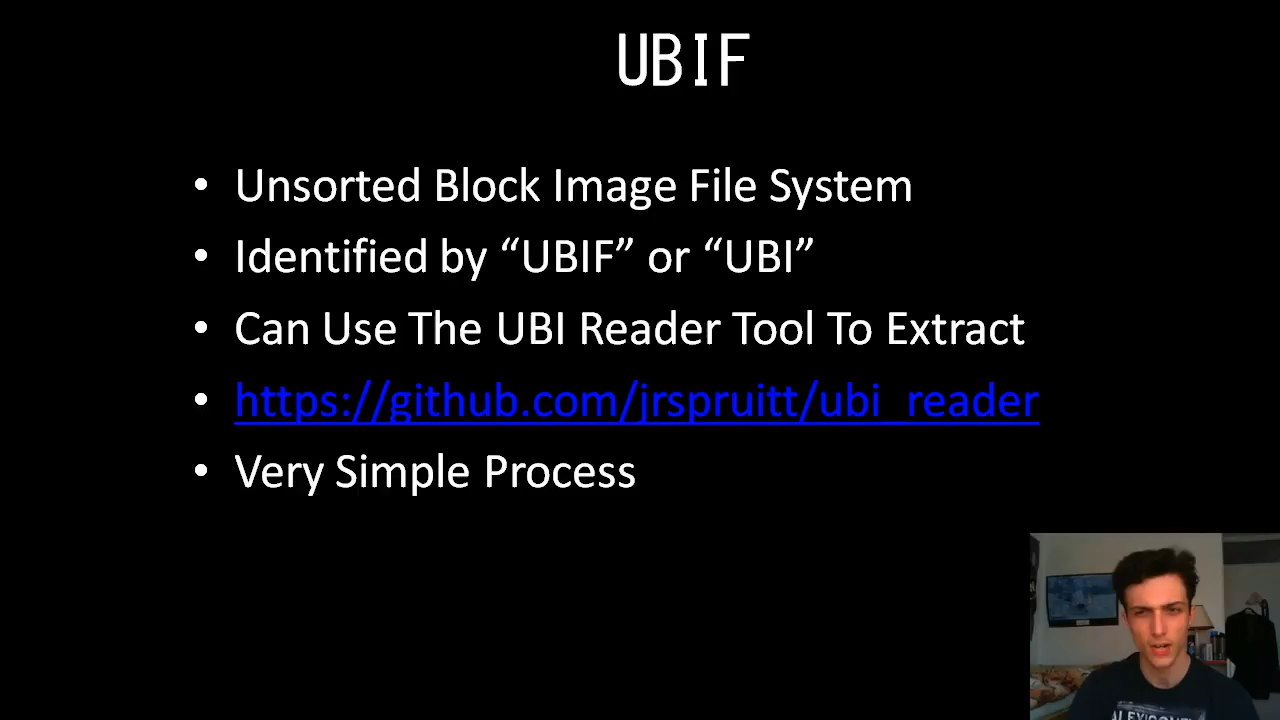 UBIF
• Unsorted Block Image File System
• Identified by “UBIF” or “UBI”
• Can Use The UBI Reader Tool To Extract
• https://github.com/jrspruitt/ubi_reader
• Very Simple Process